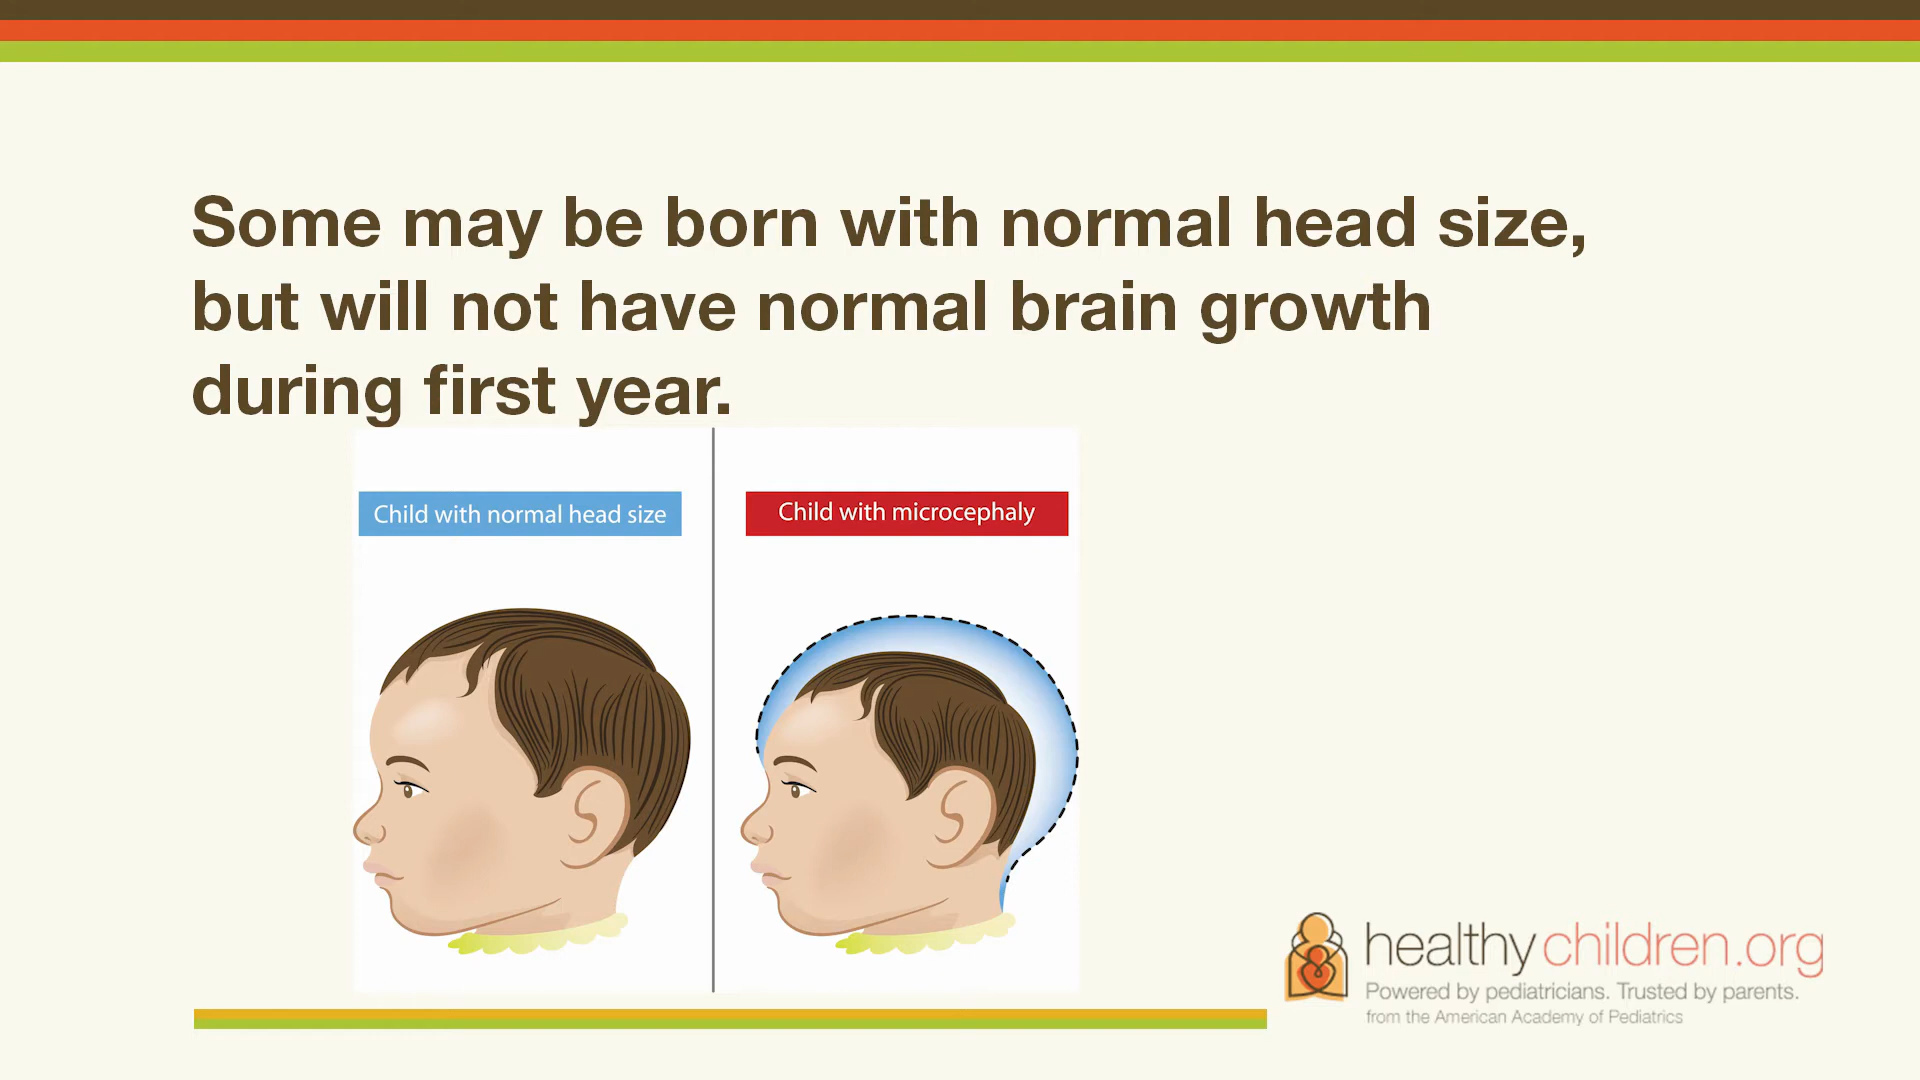 Some may be born with normal head size,
but will not have normal brain growth
during first year.
Child with normal head size
Child with microcephaly
healthychildren.org
Powered by pediatricians. Trusted by parents.
from the American Academy of Pediatrics